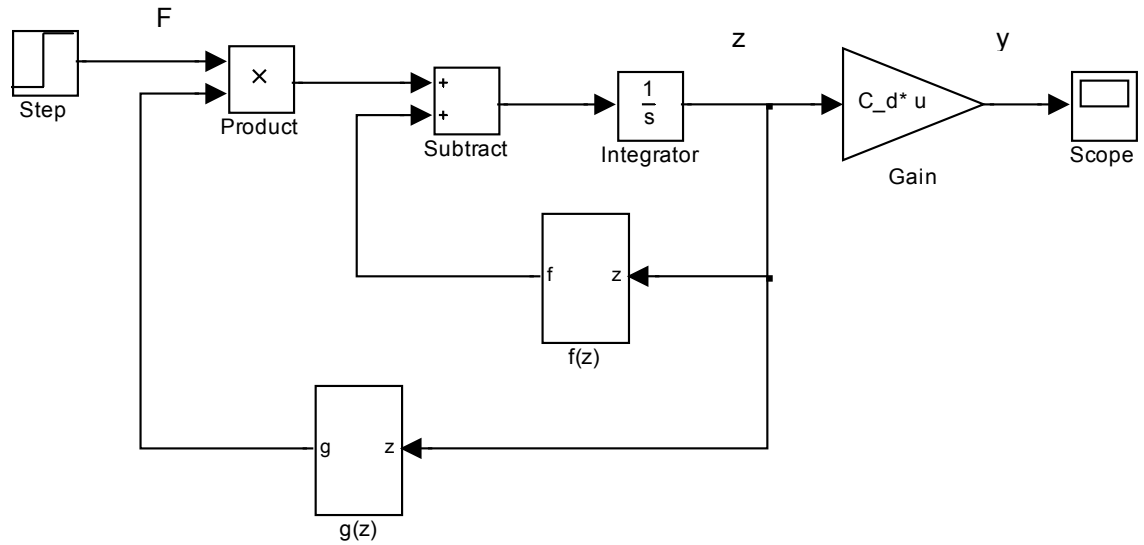 F
z
y
Step
×
Product
+
+
Subtract
1
s
Integrator
C_d* u
Gain
Scope
f
z
f(z)
g
z
g(z)